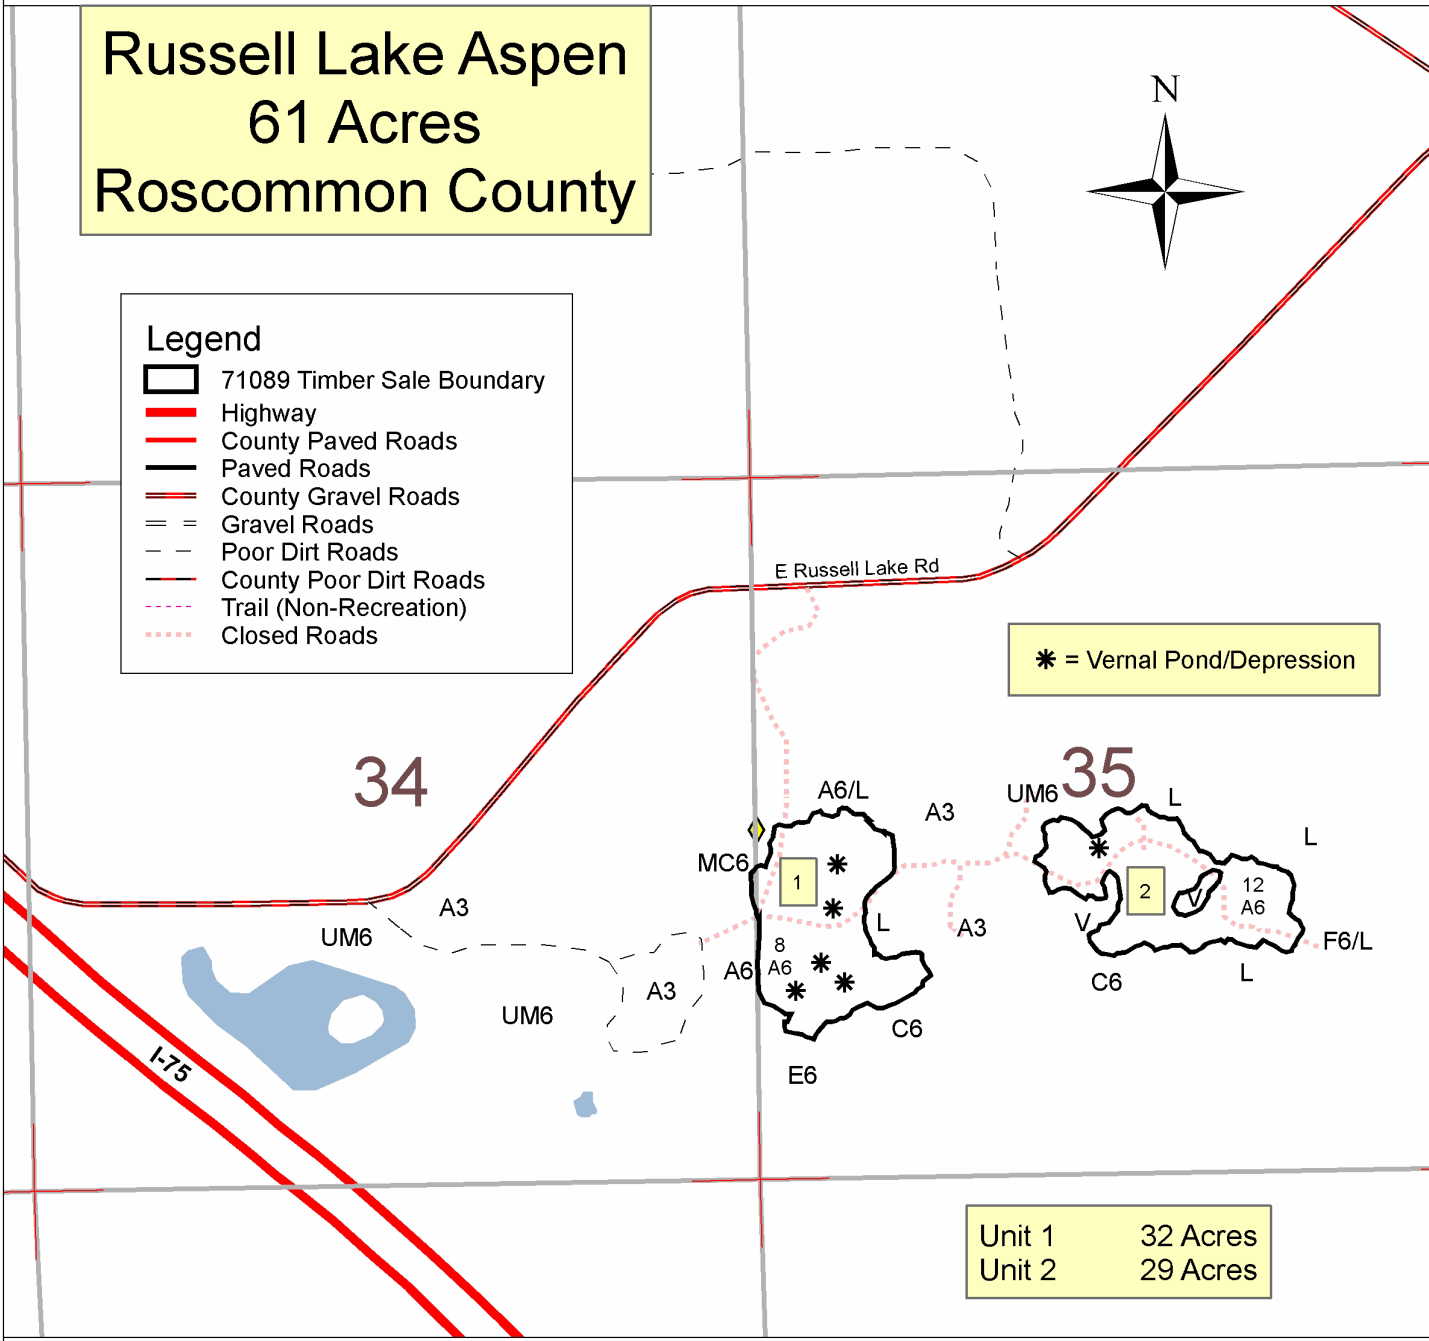 Russell Lake Aspen
61 Acres
Roscommon County
N
Legend
71089 Timber Sale Boundary
Highway
County Paved Roads
Paved Roads
County Gravel Roads
Gravel Roads
Poor Dirt Roads
County Poor Dirt Roads
Trail (Non-Recreation)
Closed Roads
E Russell Lake Rd
✱ = Vernal Pond/Depression
34
35
A6/L
A3
UM6
L
L
MC6
1
2
12
A6
V
A3
UM6
L
V
A3
F6/L
8
A6
A6
A3
L
C6
UM6
C6
I-75
E6
Unit 1 32 Acres
Unit 2 29 Acres